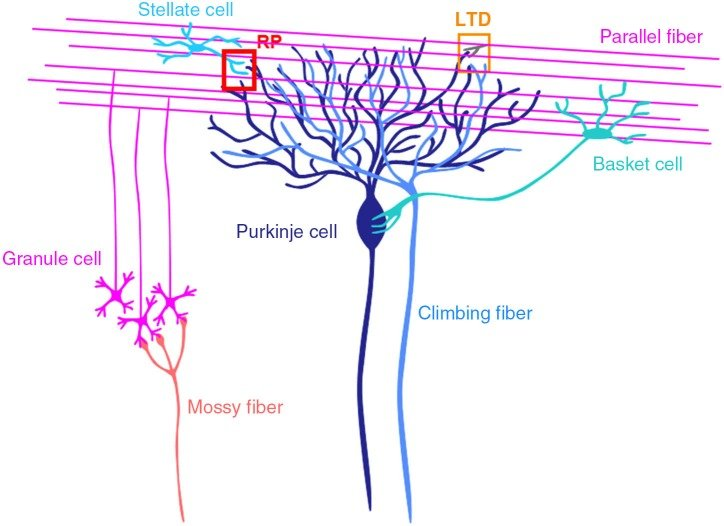 Stellate cell
RP
LTD
Parallel fiber
Basket cell
Purkinje cell
Granule cell
Climbing fiber
Mossy fiber